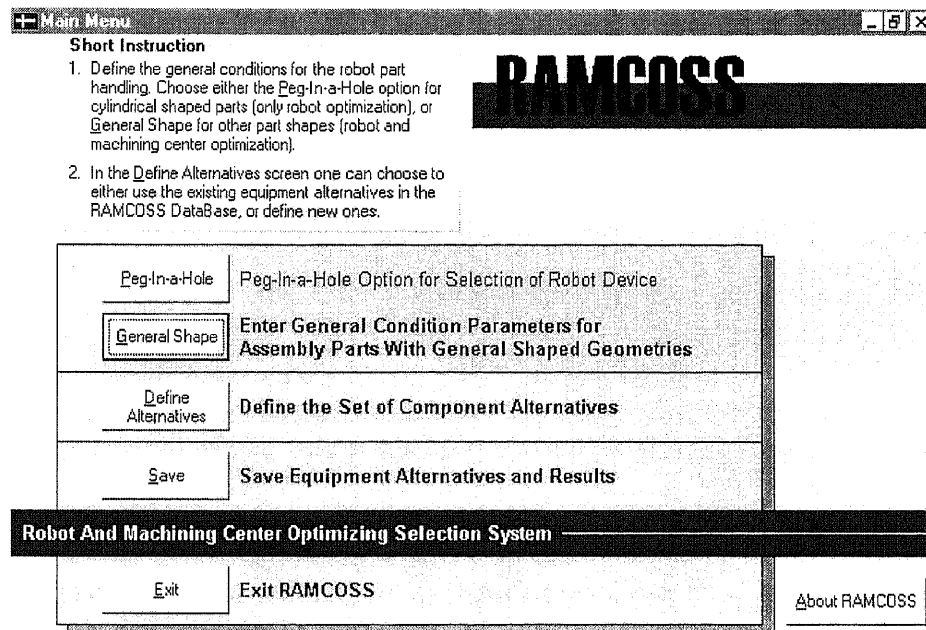 Main Menu
Short Instruction
1. Define the general conditions for the robot part
handling. Choose either the Peg-In-a-Hole option for
cylindrical shaped parts (only robot optimization), or
General Shape for other part shapes (robot and
machining center optimization).
2. In the Define Alternatives screen one can choose to
either use the existing equipment alternatives in the
RAMCOSS DataBase, or define new ones.
RAMCOSS
Peg-In-a-Hole Peg-In-a-Hole Option for Selection of Robot Device
General Shape Enter General Condition Parameters for
Assembly Parts With General Shaped Geometries
Define
Alternatives Define the Set of Component Alternatives
Save Save Equipment Alternatives and Results
Robot And Machining Center Optimizing Selection System
Exit Exit RAMCOSS
About RAMCOSS